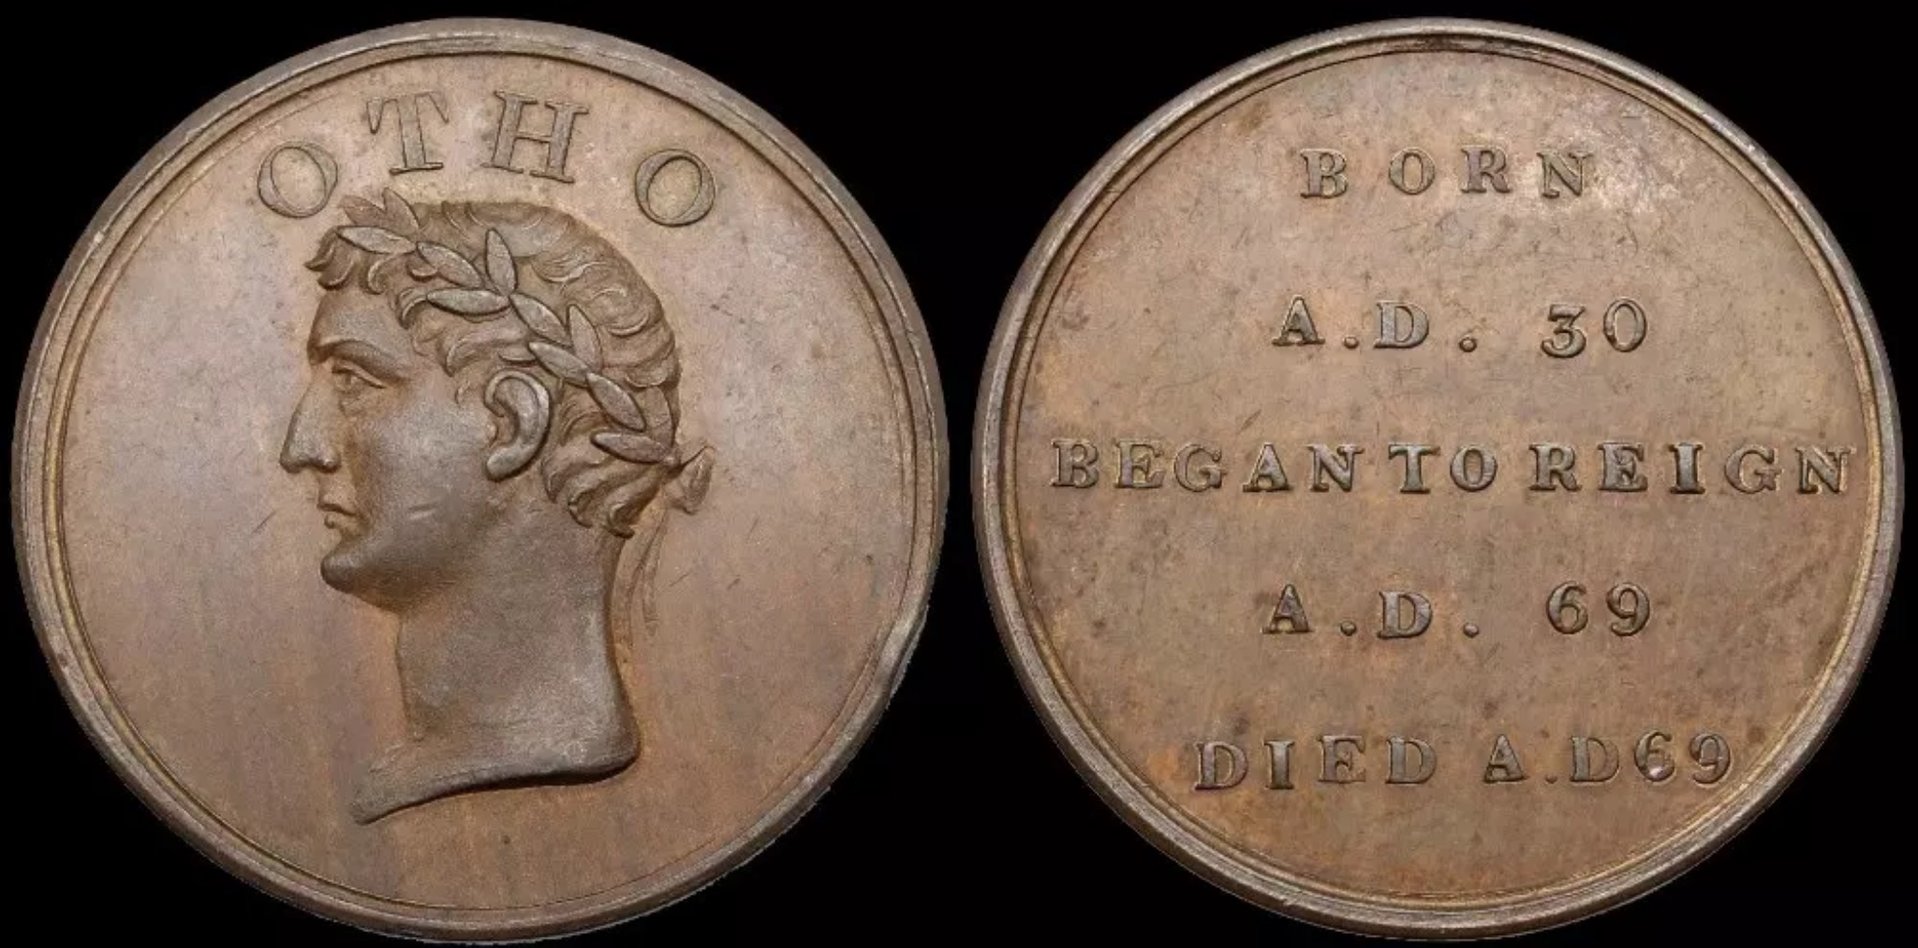 OTHO
BORN
A.D. 30
BEGAN TO REIGN
A.D. 69
DIED A.D69